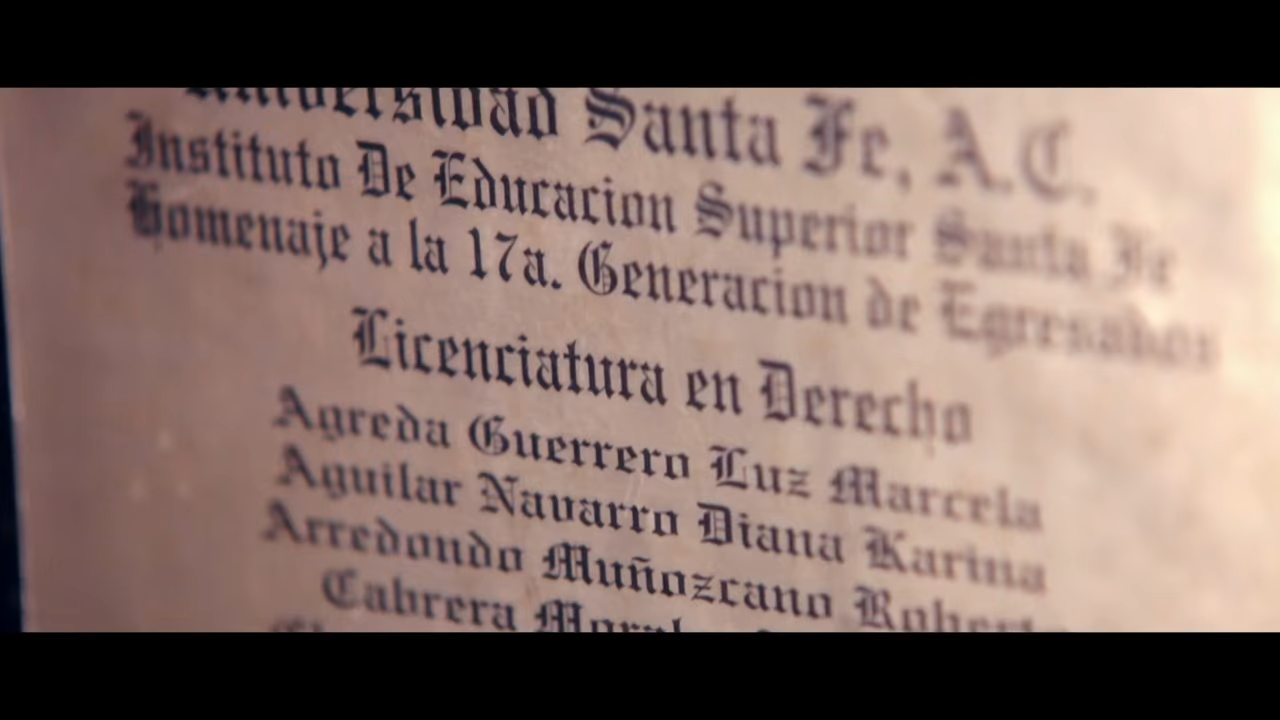 Universidad Santa Fe, A.C.
Instituto De Educacion Superior Santa Fe
Homenaje a la 17a. Generacion de Egresados
Licenciatura en Derecho
Agreda Guerrero Luz Marcela
Aguilar Navarro Diana Karina
Arredondo Muñozcano Roberto
Cabrera